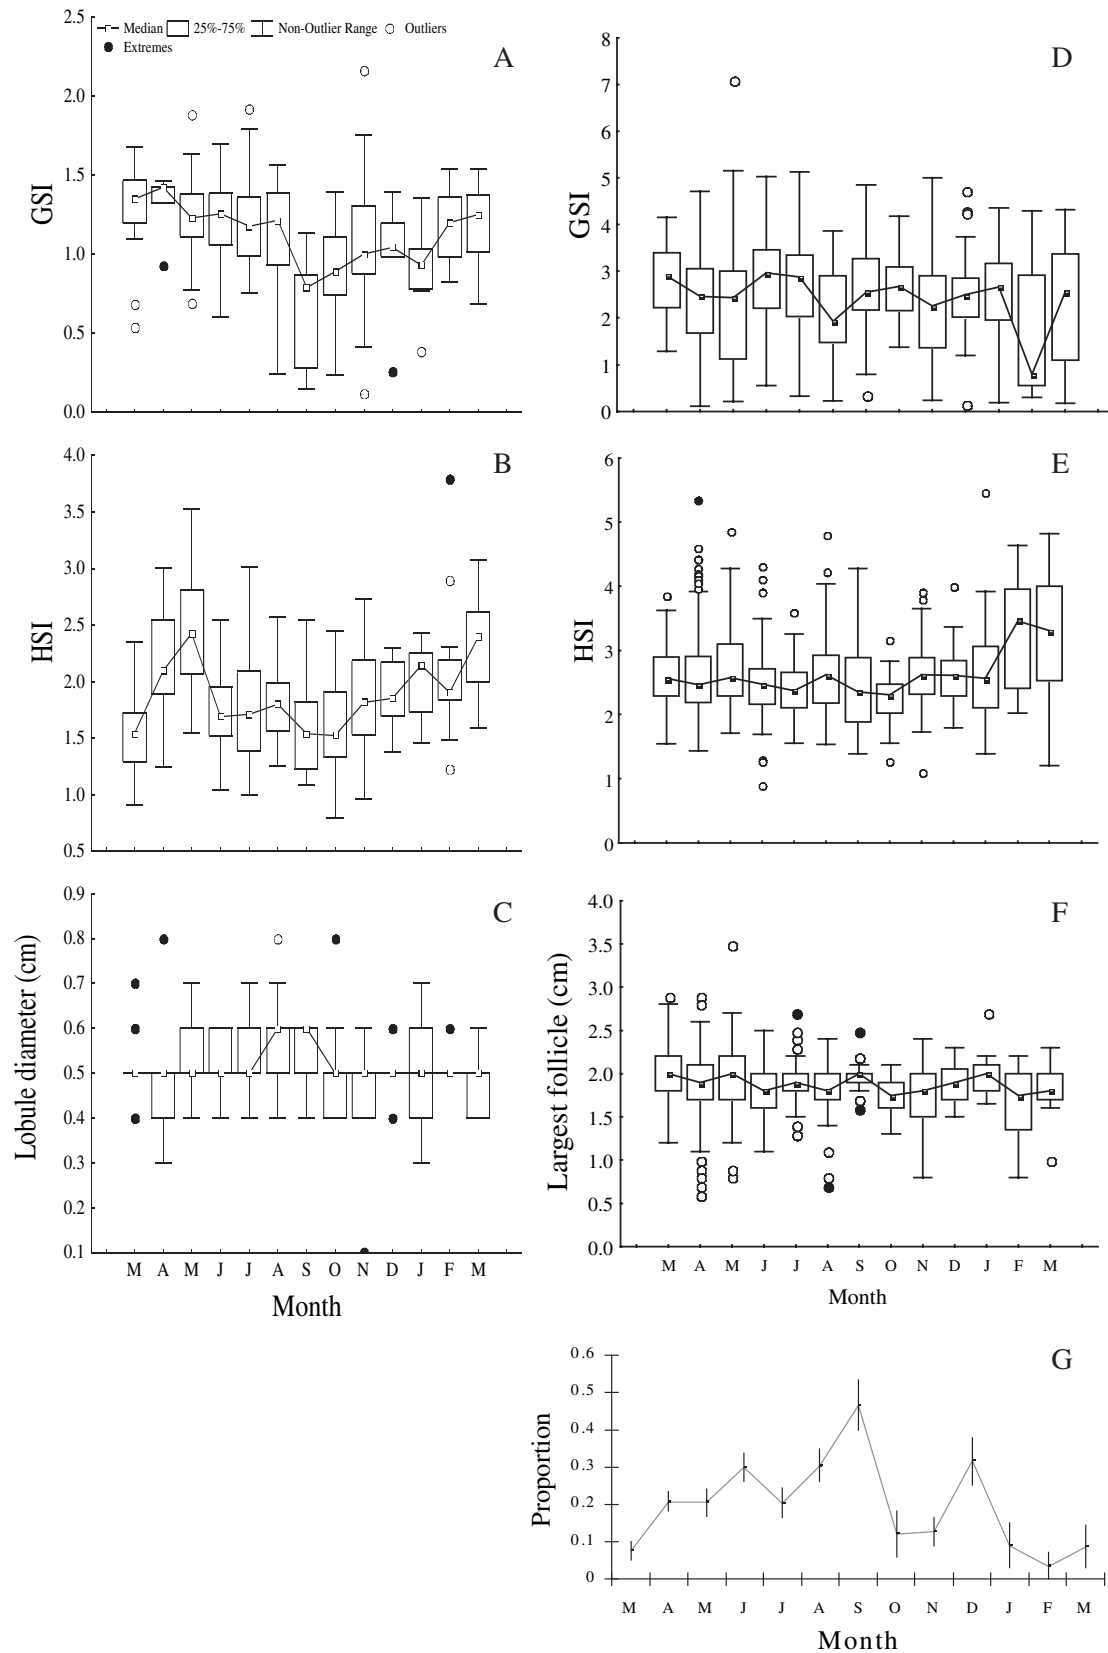 Median 25%-75% Non-Outlier Range Outliers
Extremes
A
GSI
2.5
2.0
1.5
1.0
0.5
0.0
B
HSI
4.0
3.5
3.0
2.5
2.0
1.5
1.0
0.5
C
Lobule diameter (cm)
0.9
0.8
0.7
0.6
0.5
0.4
0.3
0.2
0.1
M A M J J A S O N D J F M
Month
D
GSI
8
7
6
5
4
3
2
1
0
E
HSI
6
5
4
3
2
1
0
F
Largest follicle (cm)
4.0
3.5
3.0
2.5
2.0
1.5
1.0
0.5
0.0
M A M J J A S O N D J F M
Month
G
Proportion
0.6
0.5
0.4
0.3
0.2
0.1
0
M A M J J A S O N D J F M
Month